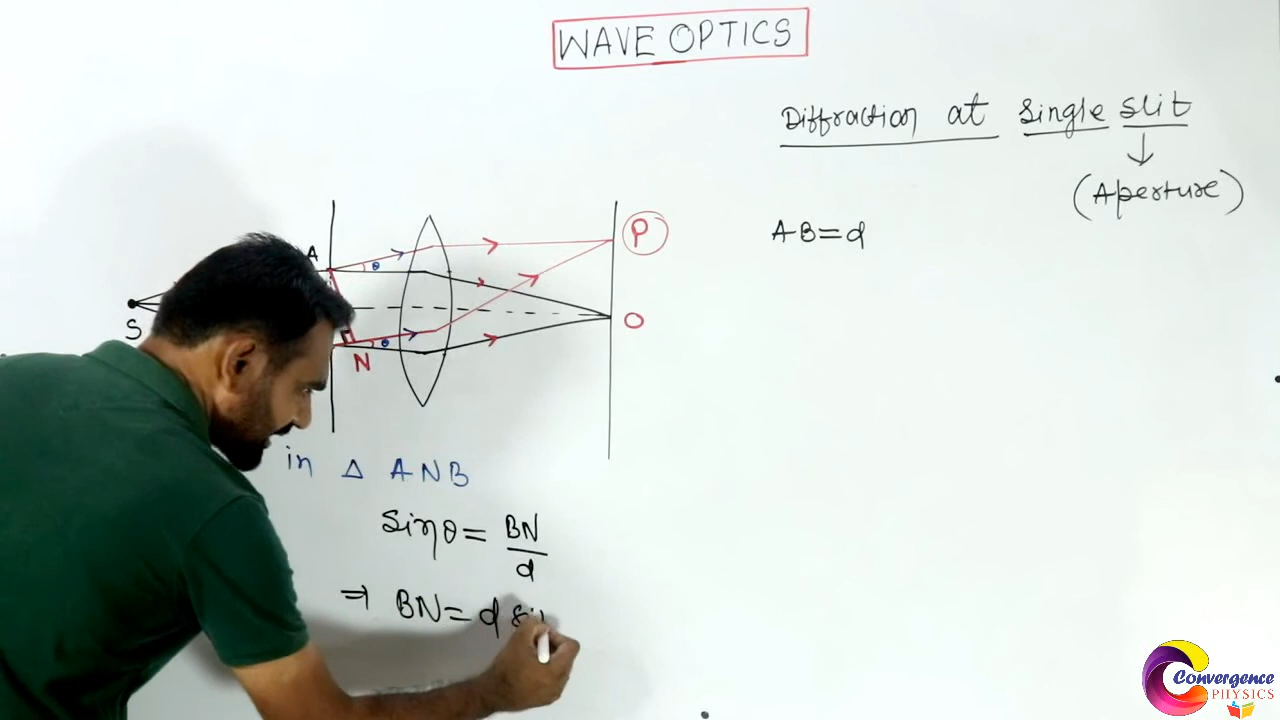 WAVE OPTICS
Diffraction at single slit
(Aperture)
AB=d
A
θ
P
S
θ
O
N
in Δ ANB
sinθ = BN
d
⇒ BN = d
Convergence
PHYSICS